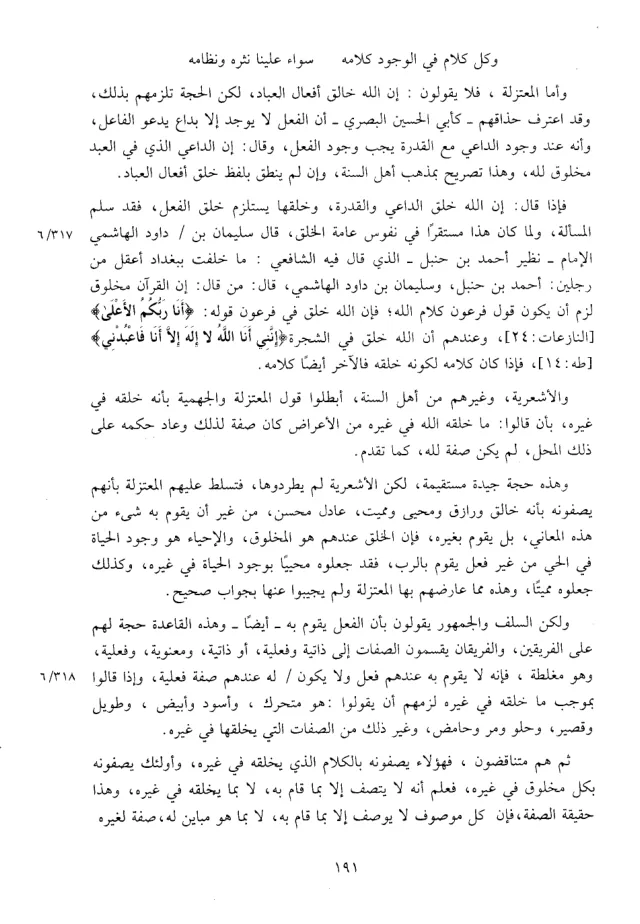 وكل كلام في الوجود كلامه سواء علينا نثره ونظامه
وأما المعتزلة ، فلا يقولون : إن الله خالق أفعال العباد، لكن الحجة تلزمهم بذلك،
وقد اعترف حذاقهم ـ كأبي الحسين البصري ـ أن الفعل لا يوجد إلا بداع يدعو الفاعل،
وأنه عند وجود الداعي مع القدرة يجب وجود الفعل، وقال: إن الداعي الذي في العبد
مخلوق لله، وهذا تصريح بمذهب أهل السنة، وإن لم ينطق بلفظ خلق أفعال العباد.
فإذا قال: إن الله خلق الداعي والقدرة، وخلقها يستلزم خلق الفعل، فقد سلم
٦/٣١٧ المسألة، ولما كان هذا مستقرًا في نفوس عامة الخلق، قال سليمان بن / داود الهاشمي
الإمام ـ نظير أحمد بن حنبل ـ الذي قال فيه الشافعي : ما خلفت ببغداد أعقل من
رجلين: أحمد بن حنبل، وسليمان بن داود الهاشمي، قال: من قال: إن القرآن مخلوق
لزم أن يكون قول فرعون كلام الله؛ فإن الله خلق في فرعون قوله: ﴿أَنَا رَبُّكُمُ الأَعْلَىٰ﴾
[النازعات:٢٤]، وعندهم أن الله خلق في الشجرة﴿إِنَّنِي أَنَا اللَّهُ لا إِلَهَ إِلاَّ أَنَا فَاعْبُدْنِي﴾
[طه:١٤]، فإذا كان كلامه لكونه خلقه فالآخر أيضًا كلامه.
والأشعرية، وغيرهم من أهل السنة، أبطلوا قول المعتزلة والجهمية بأنه خلقه في
غيره، بأن قالوا: ما خلقه الله في غيره من الأعراض كان صفة لذلك وعاد حكمه على
ذلك المحل، لم يكن صفة لله، كما تقدم.
وهذه حجة جيدة مستقيمة، لكن الأشعرية لم يطردوها، فتسلط عليهم المعتزلة بأنهم
يصفونه بأنه خالق ورازق ومحيى ومميت، عادل محسن، من غير أن يقوم به شىء من
هذه المعاني، بل يقوم بغيره، فإن الخلق عندهم هو المخلوق، والإحياء هو وجود الحياة
في الحي من غير فعل يقوم بالرب، فقد جعلوه محييًا بوجود الحياة في غيره، وكذلك
جعلوه مميتًا، وهذه مما عارضهم بها المعتزلة ولم يجيبوا عنها بجواب صحيح.
ولكن السلف والجمهور يقولون بأن الفعل يقوم به ـ أيضًا ـ وهذه القاعدة حجة لهم
على الفريقين، والفريقان يقسمون الصفات إلى ذاتية وفعلية، أو ذاتية، ومعنوية، وفعلية،
٦/٣١٨ وهو مغلطة ، فإنه لا يقوم به عندهم فعل ولا يكون / له عندهم صفة فعلية، وإذا قالوا
بموجب ما خلقه في غيره لزمهم أن يقولوا :هو متحرك ، وأسود وأبيض ، وطويل
وقصير، وحلو ومر وحامض، وغير ذلك من الصفات التي يخلقها في غيره.
ثم هم متناقضون ، فهؤلاء يصفونه بالكلام الذي يخلقه في غيره، وأولئك يصفونه
بكل مخلوق في غيره، فعلم أنه لا يتصف إلا بما قام به، لا بما يخلقه في غيره، وهذا
حقيقة الصفة،فإن كل موصوف لا يوصف إلا بما قام به، لا بما هو مباين له،صفة لغيره
١٩١